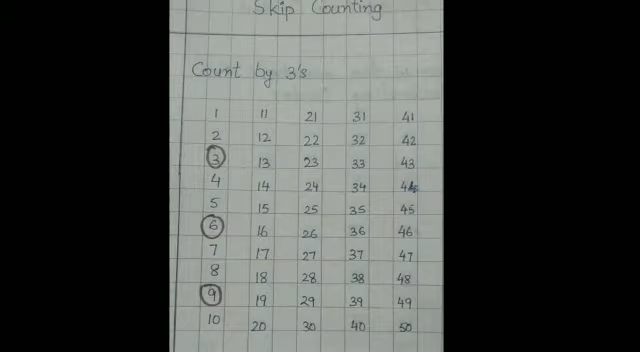 Skip Counting
Count by 3's
1 11 21 31 41
2 12 22 32 42
3 13 23 33 43
4 14 24 34 44
5 15 25 35 45
6 16 26 36 46
7 17 27 37 47
8 18 28 38 48
9 19 29 39 49
10 20 30 40 50